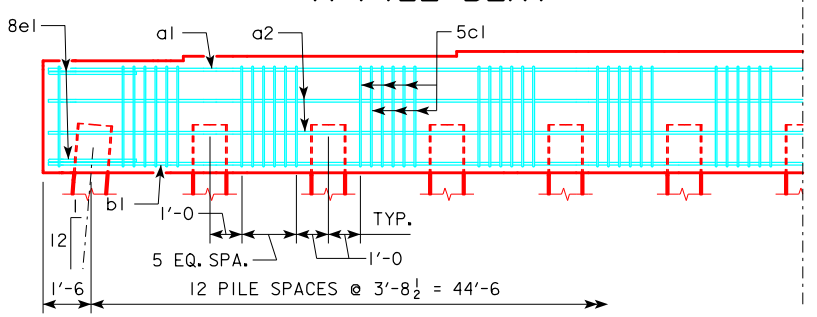 8e1
a1
a2
5c1
b1
1'-0
TYP.
1
12
5 EQ. SPA.
1'-0
1'-6
12 PILE SPACES @ 3'-8½ = 44'-6